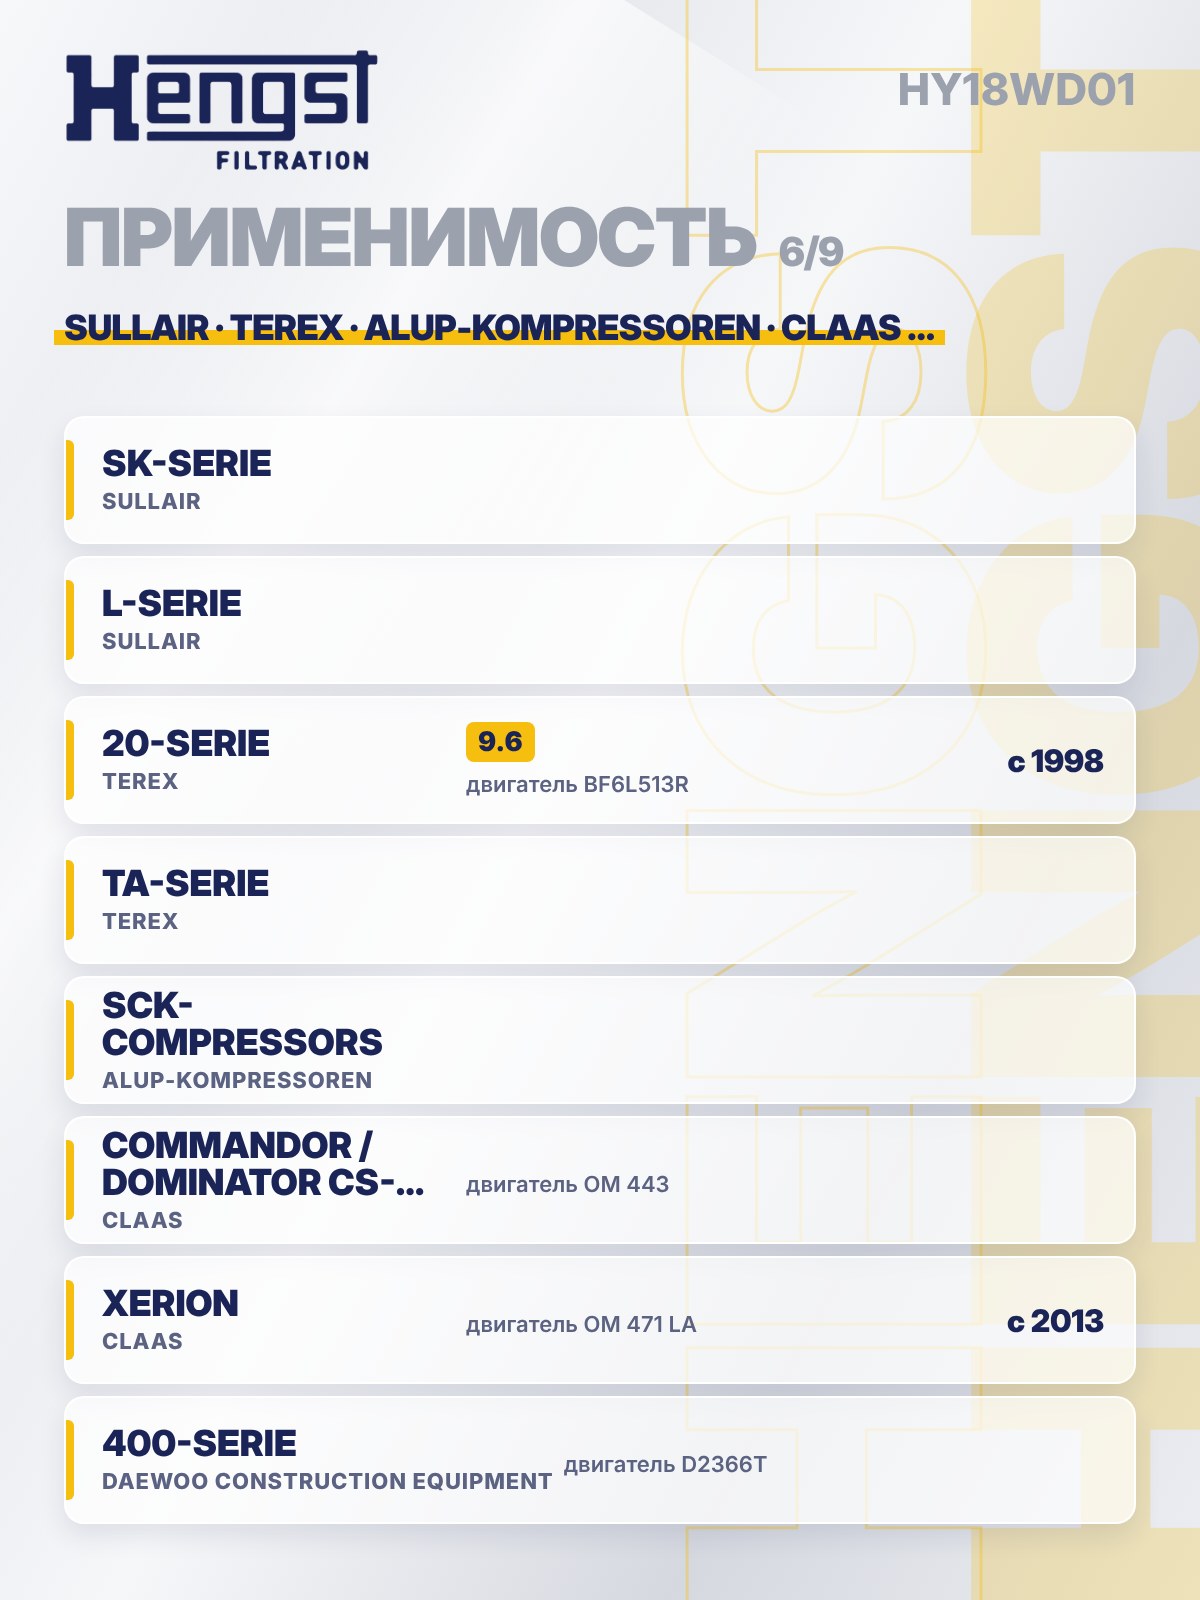 Hengst
FILTRATION
HY18WD01
ПРИМЕНИМОСТЬ 6/9
SULLAIR · TEREX · ALUP-KOMPRESSOREN · CLAAS ...
SK-SERIE
SULLAIR
L-SERIE
SULLAIR
20-SERIE
TEREX
9.6
двигатель BF6L513R
с 1998
TA-SERIE
TEREX
SCK-
COMPRESSORS
ALUP-KOMPRESSOREN
COMMANDOR /
DOMINATOR CS-...
CLAAS
двигатель OM 443
XERION
CLAAS
двигатель OM 471 LA
с 2013
400-SERIE
DAEWOO CONSTRUCTION EQUIPMENT
двигатель D2366T
HENGST
HENGST